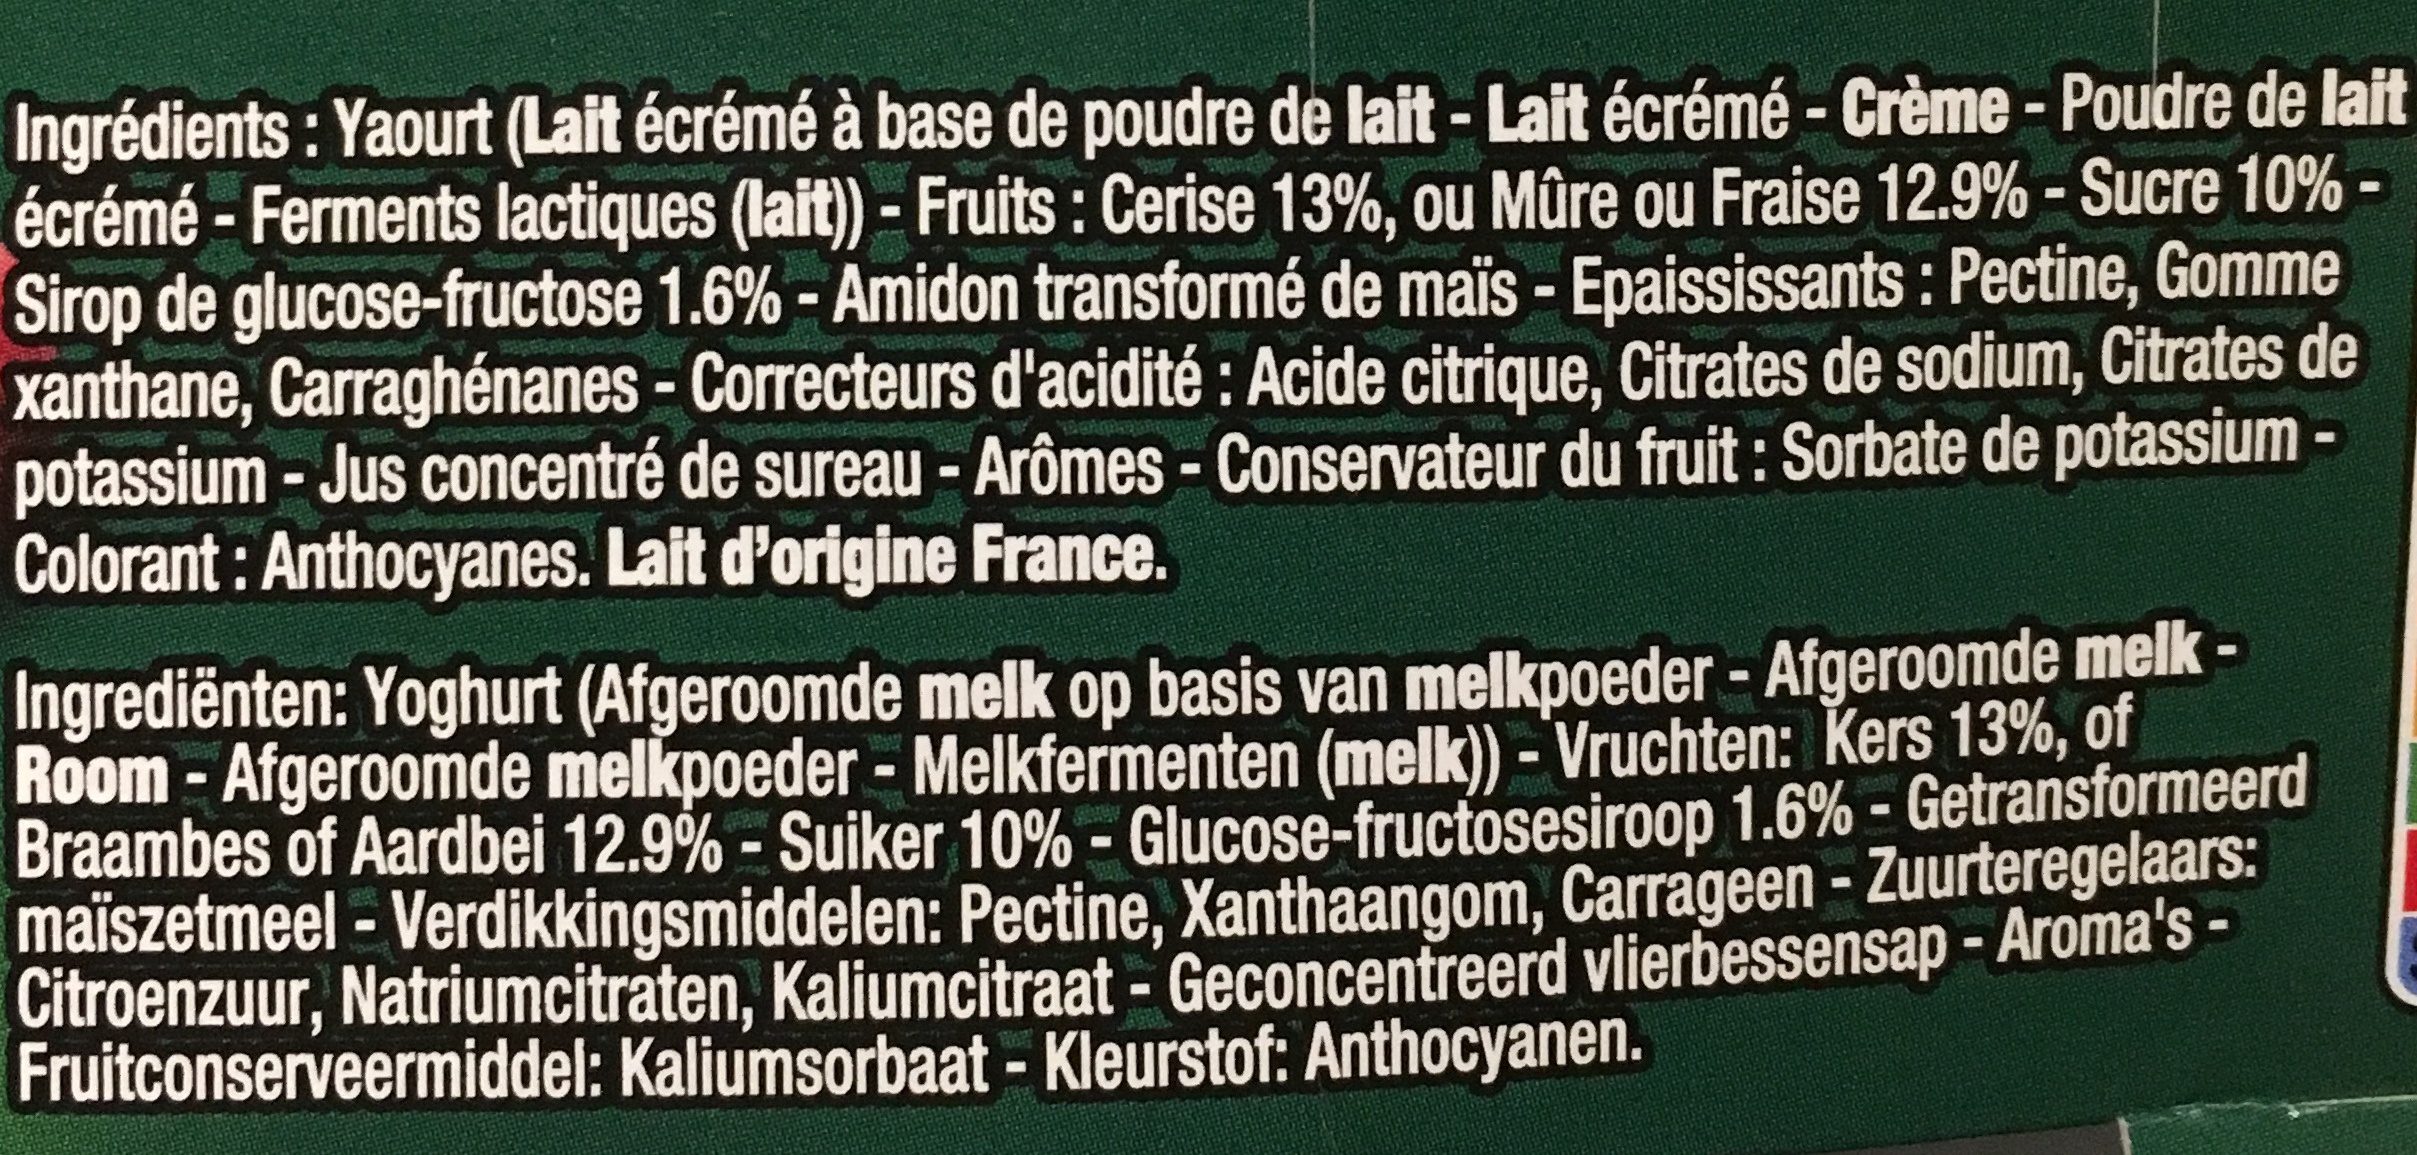 Ingrédients : Yaourt (Lait écrémé à base de poudre de lait - Lait écrémé - Crème - Poudre de lait
écrémé - Ferments lactiques (lait)) - Fruits : Cerise 13%, ou Mûre ou Fraise 12.9% - Sucre 10% -
Sirop de glucose-fructose 1.6% - Amidon transformé de maïs - Epaississants : Pectine, Gomme
xanthane, Carraghénanes - Correcteurs d'acidité : Acide citrique, Citrates de sodium, Citrates de
potassium - Jus concentré de sureau - Arômes - Conservateur du fruit : Sorbate de potassium -
Colorant : Anthocyanes. Lait d’origine France.
Ingrediënten: Yoghurt (Afgeroomde melk op basis van melkpoeder - Afgeroomde melk -
Room - Afgeroomde melkpoeder - Melkfermenten (melk)) - Vruchten: Kers 13%, of
Braambes of Aardbei 12.9% - Suiker 10% - Glucose-fructosesiroop 1.6% - Getransformeerd
maïszetmeel - Verdikkingsmiddelen: Pectine, Xanthaangom, Carrageen - Zuurteregelaars:
Citroenzuur, Natriumcitraten, Kaliumcitraat - Geconcentreerd vlierbessensap - Aroma's -
Fruitconserveermiddel: Kaliumsorbaat - Kleurstof: Anthocyanen.